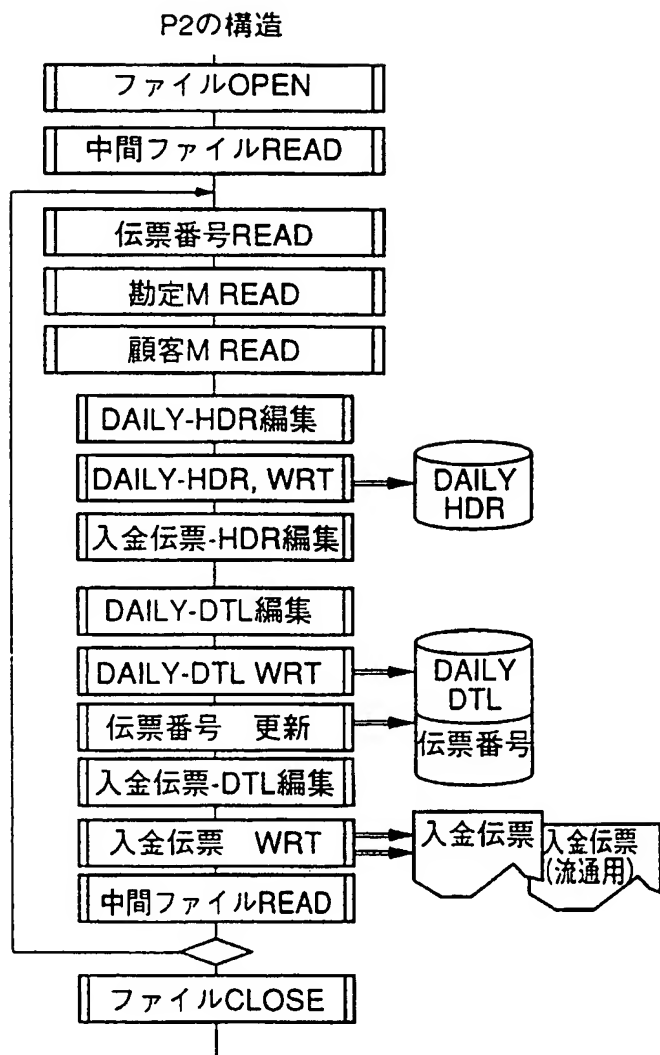 P2の構造
ファイルOPEN
中間ファイルREAD
伝票番号READ
勘定M READ
顧客M READ
DAILY-HDR編集
DAILY-HDR, WRT
DAILY
HDR
入金伝票-HDR編集
DAILY-DTL編集
DAILY-DTL WRT
DAILY
DTL
伝票番号　更新
伝票番号
入金伝票-DTL編集
入金伝票　WRT
入金伝票
入金伝票
(流通用)
中間ファイルREAD
ファイルCLOSE